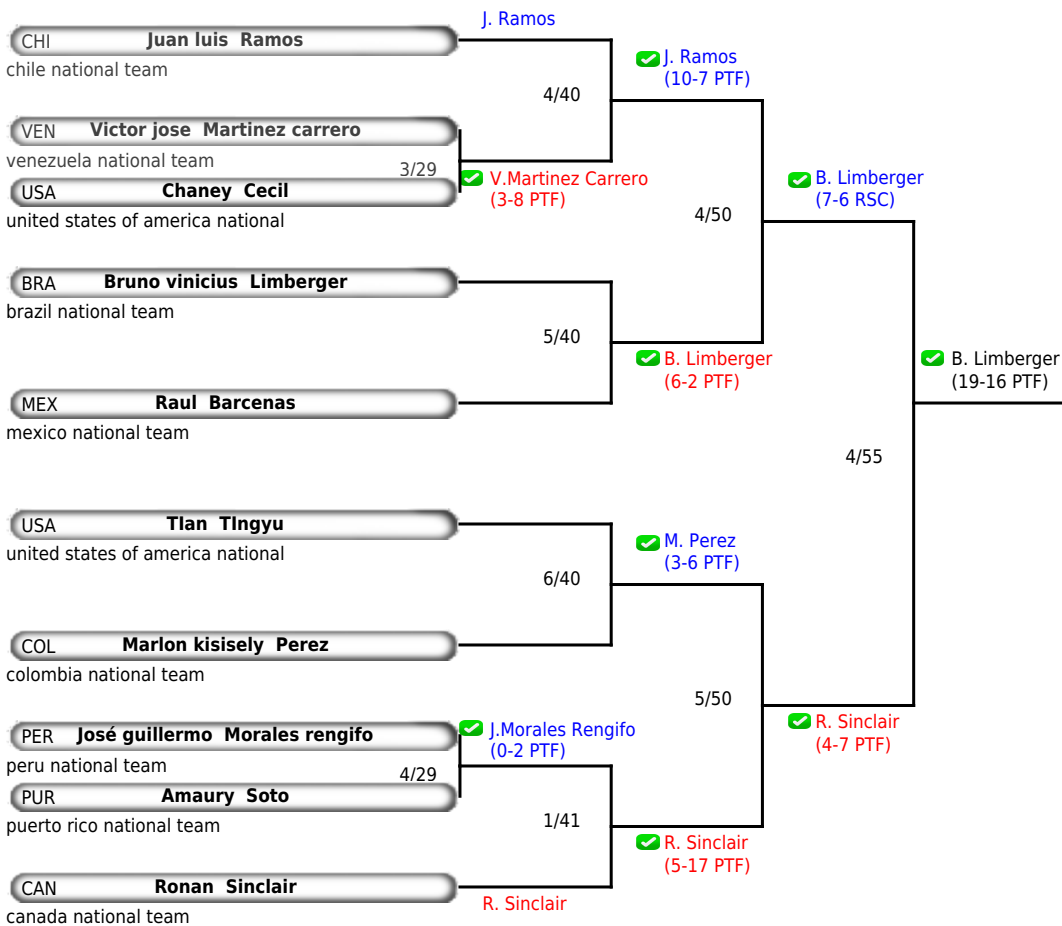 J. Ramos
CHI Juan luis  Ramos
chile national team
J. Ramos
(10-7 PTF)
4/40
VEN Victor jose  Martinez carrero
venezuela national team
3/29
V.Martinez Carrero
(3-8 PTF)
USA Chaney  Cecil
united states of america national
B. Limberger
(7-6 RSC)
4/50
BRA Bruno vinicius  Limberger
brazil national team
5/40
B. Limberger
(6-2 PTF)
B. Limberger
(19-16 PTF)
MEX Raul  Barcenas
mexico national team
4/55
USA TIan  TIngyu
united states of america national
M. Perez
(3-6 PTF)
6/40
COL Marlon kisisely  Perez
colombia national team
5/50
R. Sinclair
(4-7 PTF)
PER José guillermo  Morales rengifo
peru national team
J.Morales Rengifo
(0-2 PTF)
4/29
PUR Amaury  Soto
puerto rico national team
1/41
R. Sinclair
(5-17 PTF)
CAN Ronan  Sinclair
canada national team
R. Sinclair